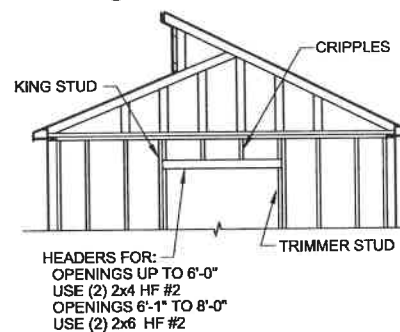 CRIPPLES
KING STUD
TRIMMER STUD
HEADERS FOR:
OPENINGS UP TO 6'-0"
USE (2) 2x4 HF #2
OPENINGS 6'-1" TO 8'-0"
USE (2) 2x6 HF #2